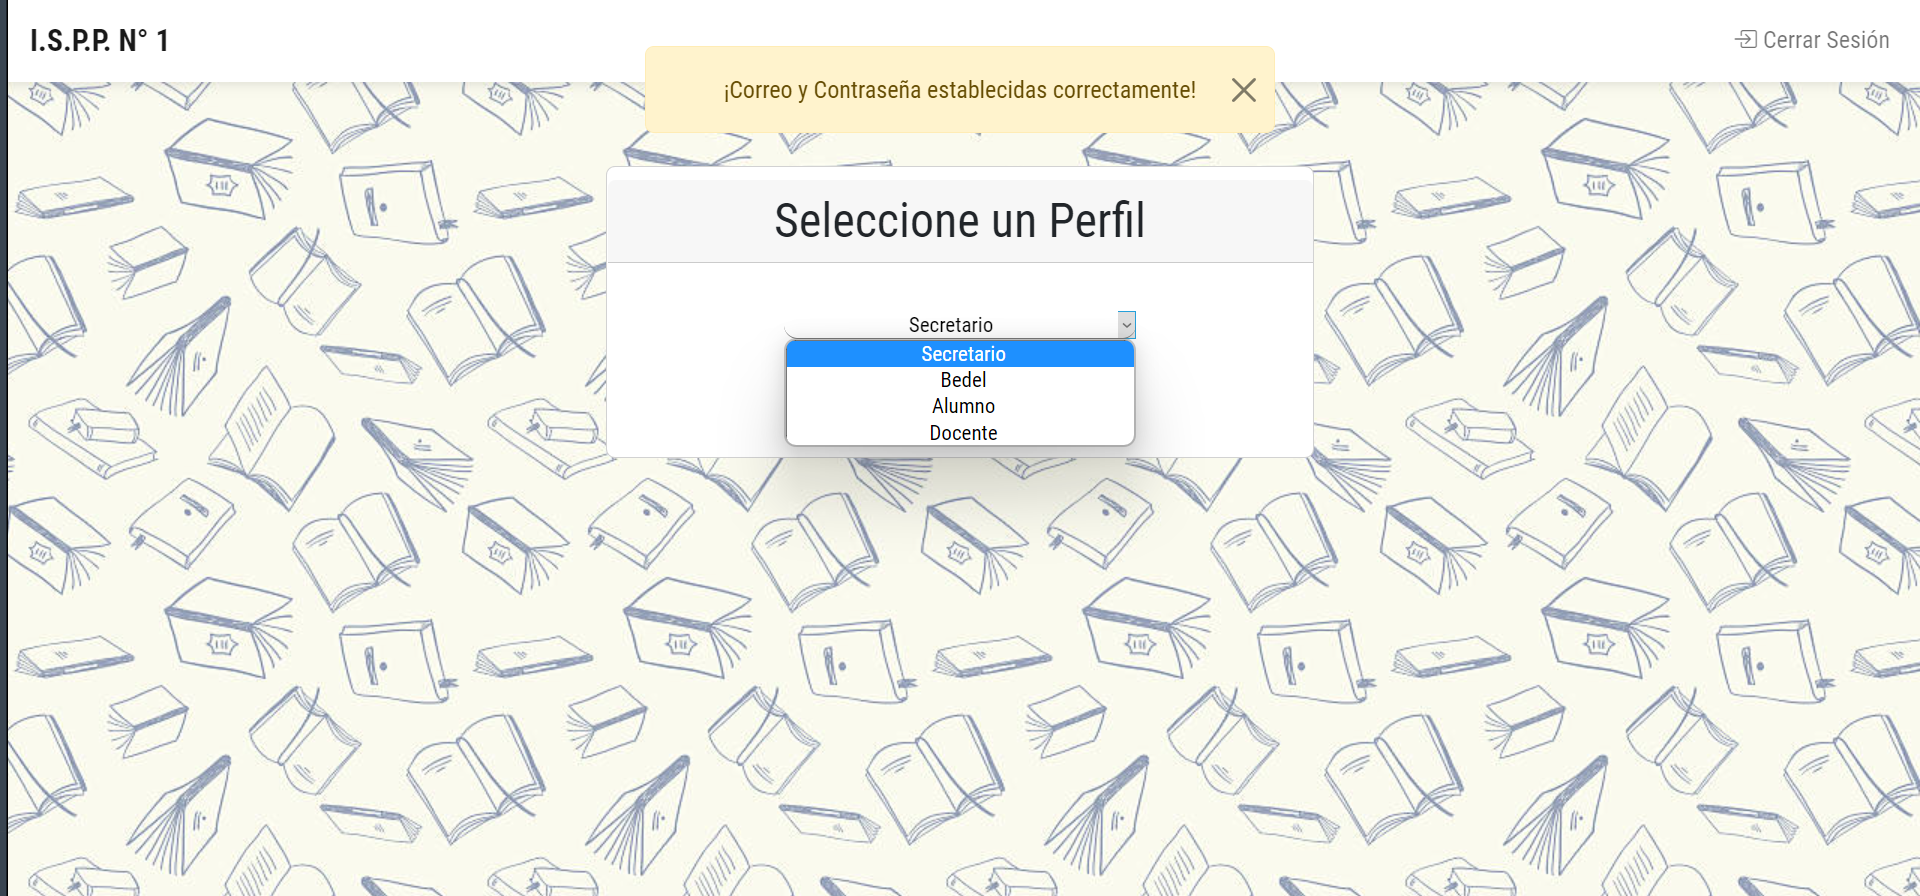 I.S.P.P. N° 1
Cerrar Sesión
¡Correo y Contraseña establecidas correctamente!
Seleccione un Perfil
Secretario
Secretario
Bedel
Alumno
Docente